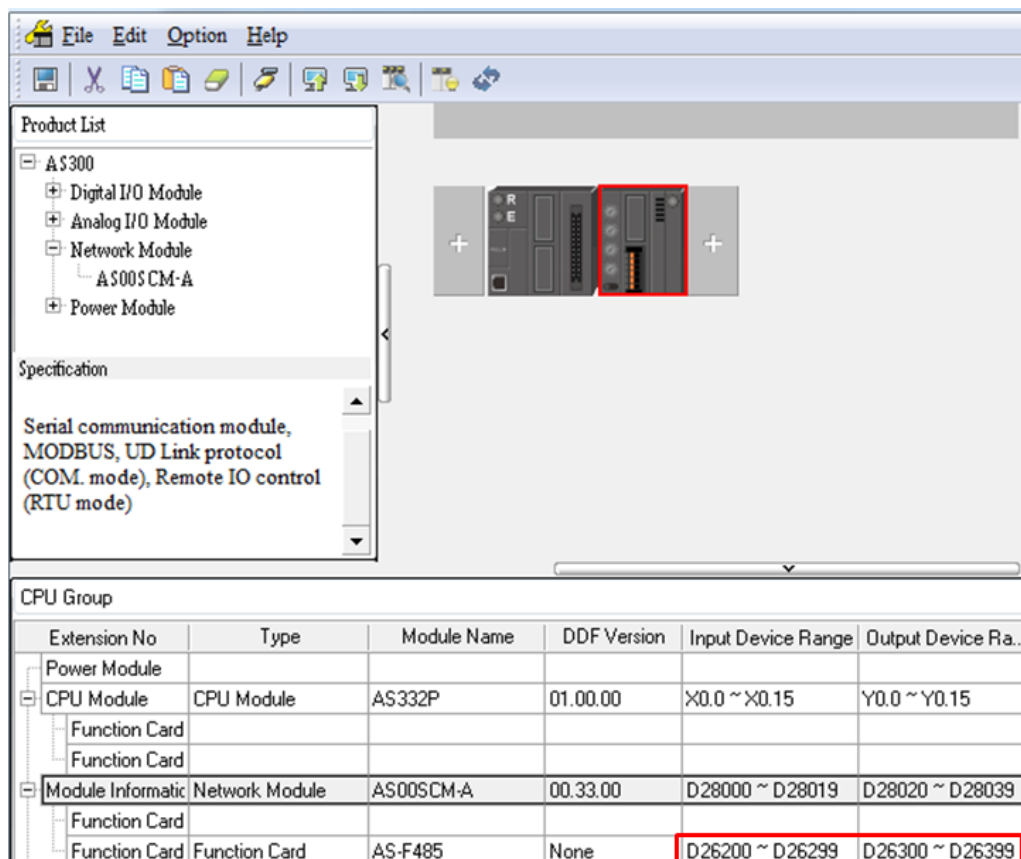 File Edit Option Help
Product List
AS300
Digital I/O Module
Analog I/O Module
Network Module
AS00SCM-A
Power Module
R
E
Specification
Serial communication module,
MODBUS, UD Link protocol
(COM. mode), Remote IO control
(RTU mode)
CPU Group
Extension No Type Module Name DDF Version Input Device Range Output Device Ra..
Power Module
CPU Module CPU Module AS332P 01.00.00 X0.0 ~ X0.15 Y0.0 ~ Y0.15
Function Card
Function Card
Module Informatic Network Module AS00SCM-A 00.33.00 D28000 ~ D28019 D28020 ~ D28039
Function Card
Function Card Function Card AS-F485 None D26200 ~ D26299 D26300 ~ D26399